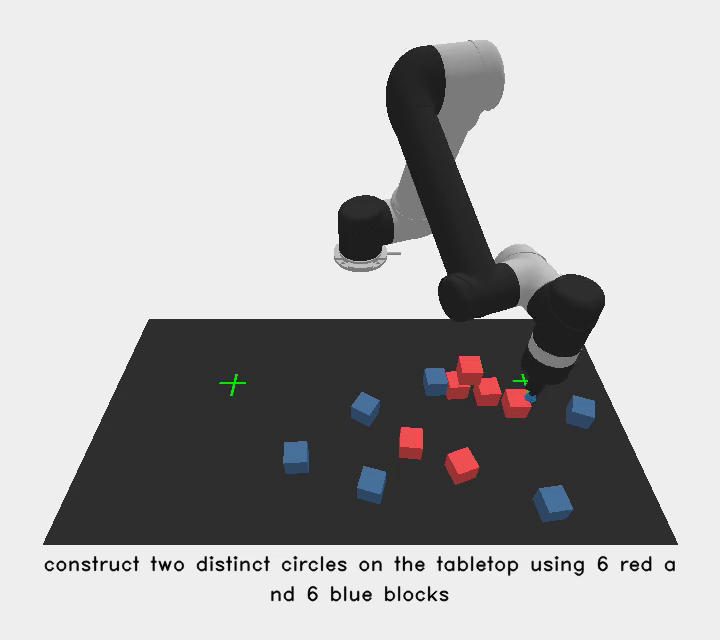 construct two distinct circles on the tabletop using 6 red a
nd 6 blue blocks